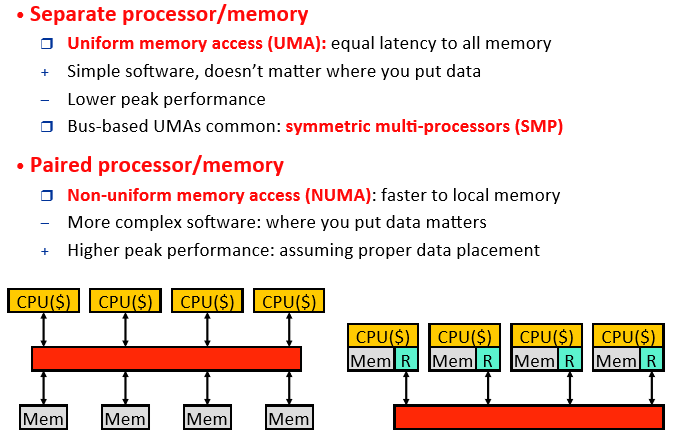 • Separate processor/memory
❐ Uniform memory access (UMA): equal latency to all memory
+ Simple software, doesn’t matter where you put data
– Lower peak performance
❐ Bus-based UMAs common: symmetric multi-processors (SMP)
• Paired processor/memory
❐ Non-uniform memory access (NUMA): faster to local memory
– More complex software: where you put data matters
+ Higher peak performance: assuming proper data placement
CPU($) CPU($) CPU($) CPU($)
Mem Mem Mem Mem
CPU($) CPU($) CPU($) CPU($)
Mem R Mem R Mem R Mem R